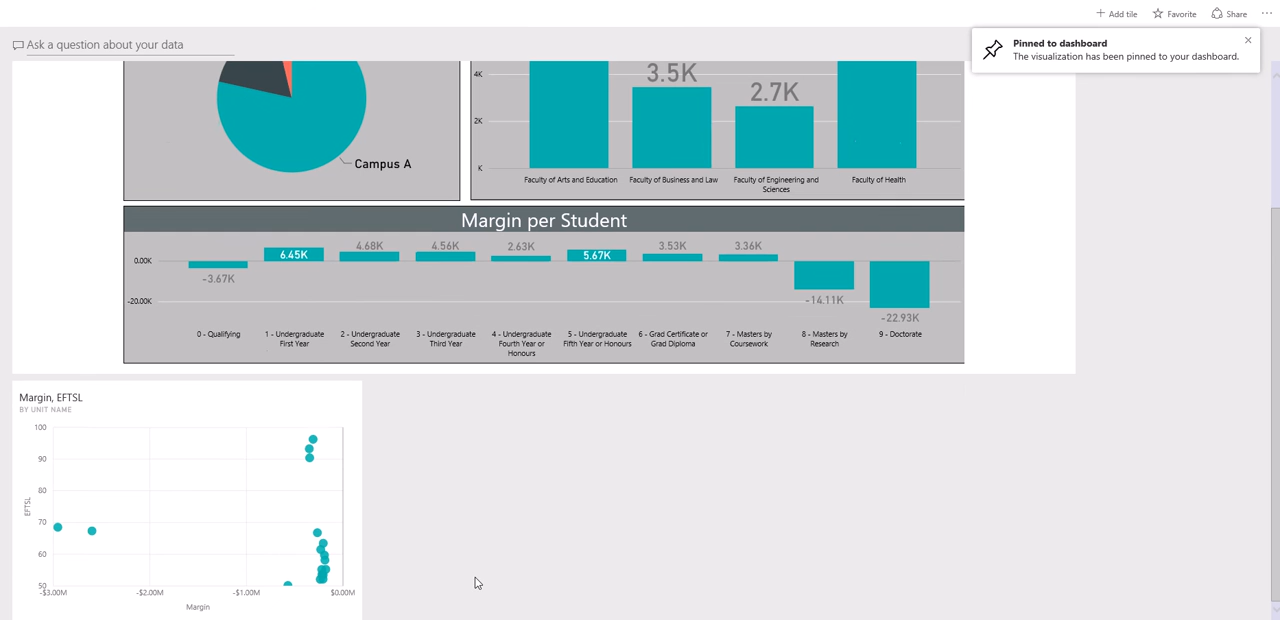 Add tile Favorite Share
Ask a question about your data
Pinned to dashboard
The visualization has been pinned to your dashboard.
Campus A
4K
2K
K
3.5K
2.7K
Faculty of Arts and Education
Faculty of Business and Law
Faculty of Engineering and
Sciences
Faculty of Health
Margin per Student
0.00K
-20.00K
-3.67K
6.45K
4.68K
4.56K
2.63K
5.67K
3.53K
3.36K
-14.11K
-22.93K
0 - Qualifying
1 - Undergraduate
First Year
2 - Undergraduate
Second Year
3 - Undergraduate
Third Year
4 - Undergraduate
Fourth Year or
Honours
5 - Undergraduate
Fifth Year or Honours
6 - Grad Certificate or
Grad Diploma
7 - Masters by
Coursework
8 - Masters by
Research
9 - Doctorate
Margin, EFTSL
BY UNIT NAME
100
90
80
70
60
50
EFTSL
-$3.00M
-$2.00M
-$1.00M
$0.00M
Margin